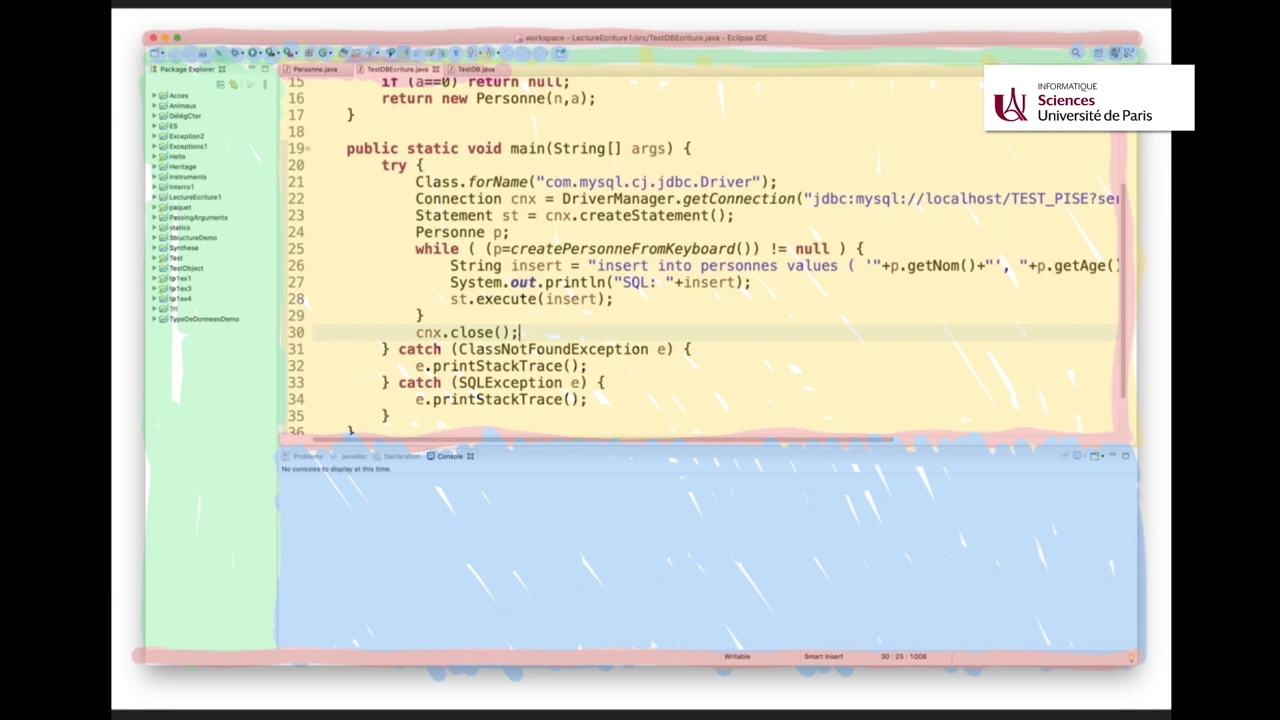 workspace - LectureEcriture1/src/TestDBEcriture.java - Eclipse IDE
INFORMATIQUE
Sciences
Université de Paris
Package Explorer
Acces
Animaux
DélégCtor
ES
Exception2
Exceptions1
Hello
Heritage
Instruments
Interro1
LectureEcriture1
paquet
PassingArguments
statics
StructureDemo
Synthese
Test
TestObject
tp1ex1
tp1ex3
tp1ex4
Tri
TypeDeDonneesDemo
Personne.java TestDBEcriture.java TestDB.java
15 if (a==0) return null;
16 return new Personne(n,a);
17 }
18
19 public static void main(String[] args) {
20 try {
21 Class.forName("com.mysql.cj.jdbc.Driver");
22 Connection cnx = DriverManager.getConnection("jdbc:mysql://localhost/TEST_PISE?ser
23 Statement st = cnx.createStatement();
24 Personne p;
25 while ( (p=createPersonneFromKeyboard()) != null ) {
26 String insert = "insert into personnes values ( '"+p.getNom()+"', "+p.getAge()
27 System.out.println("SQL: "+insert);
28 st.execute(insert);
29 }
30 cnx.close();
31 } catch (ClassNotFoundException e) {
32 e.printStackTrace();
33 } catch (SQLException e) {
34 e.printStackTrace();
35 }
36 }
Problems Javadoc Declaration Console
No consoles to display at this time.
Writable Smart Insert 30 : 25 : 1008